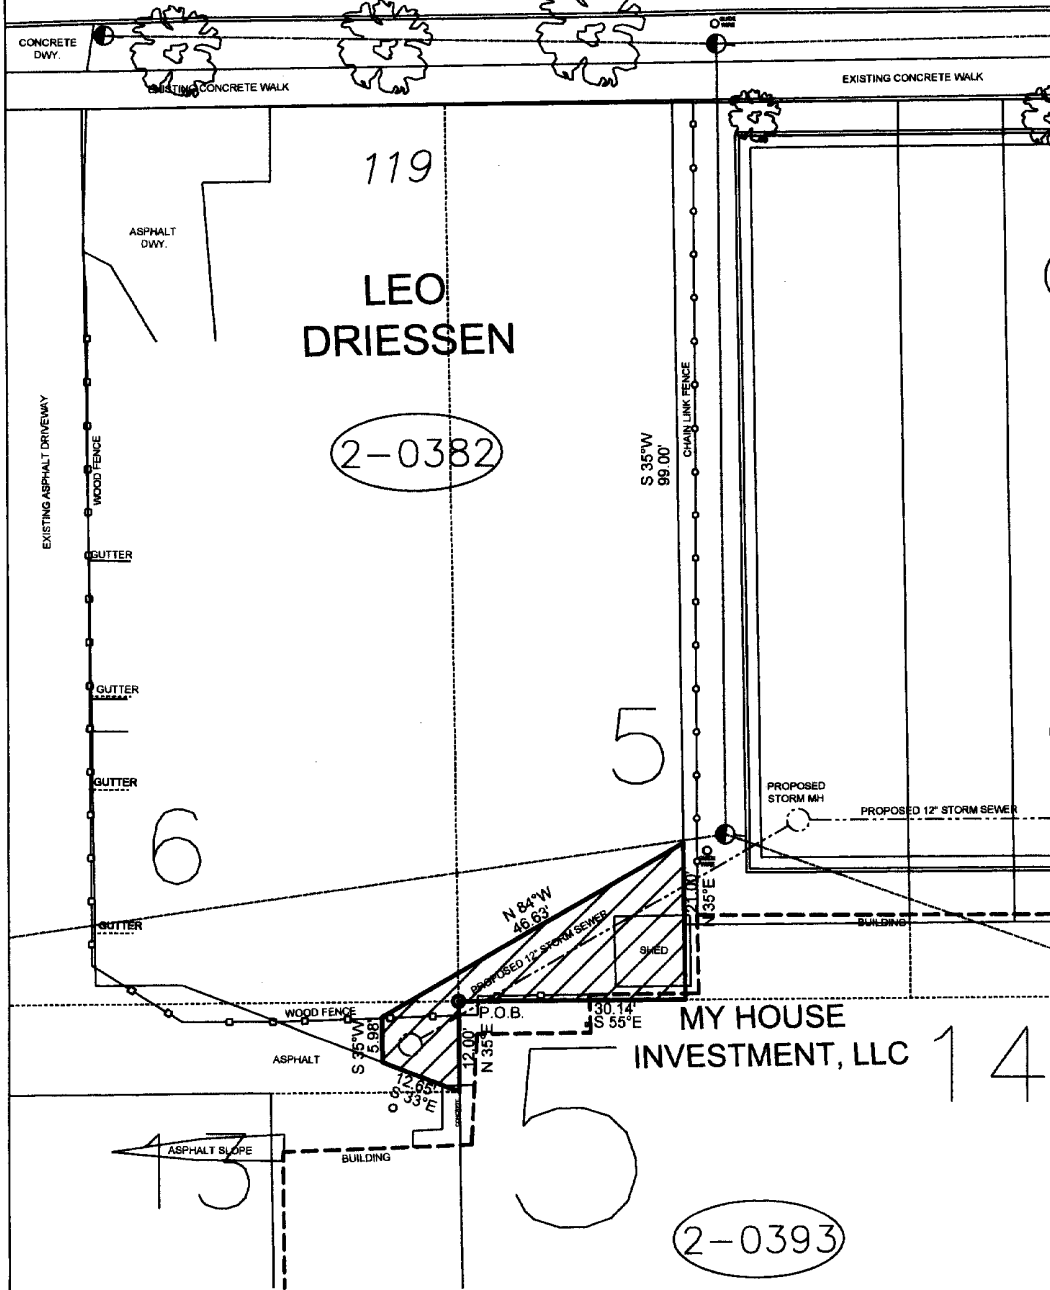 CONCRETE
DWY.
EXISTING CONCRETE WALK
EXISTING CONCRETE WALK
119
ASPHALT
DWY.
LEO
DRIESSEN
2-0382
CHAIN LINK FENCE
S 35°W
99.00'
EXISTING ASPHALT DRIVEWAY
WOOD FENCE
GUTTER
GUTTER
GUTTER
GUTTER
5
6
PROPOSED
STORM MH
PROPOSED 12" STORM SEWER
N 84°W
46.63'
PROPOSED 12" STORM SEWER
SHED
21.00'
N 35°E
BUILDING
WOOD FENCE
P.O.B.
30.14'
S 55°E
S 35°W
5.98'
12.00'
N 35°E
12.65'
S 33°E
ASPHALT
MY HOUSE
INVESTMENT, LLC
14
5
CONCRETE
13
ASPHALT SLOPE
BUILDING
2-0393